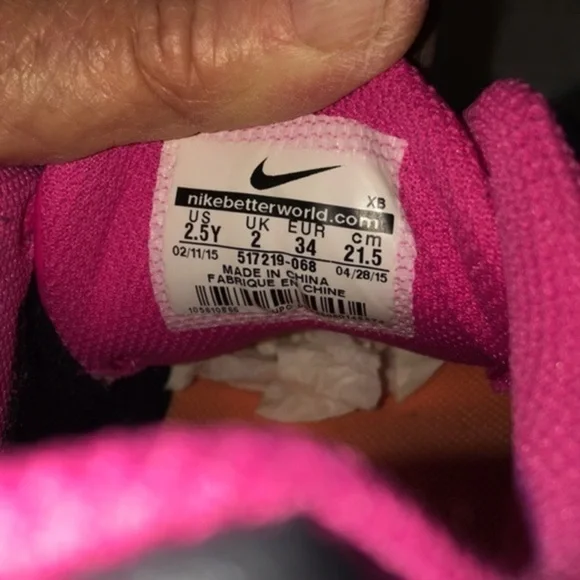 XB
nikebetterworld.com
US UK EUR cm
2.5Y 2 34 21.5
02/11/15 517219-068 04/28/15
MADE IN CHINA
FABRIQUE EN CHINE
UPC